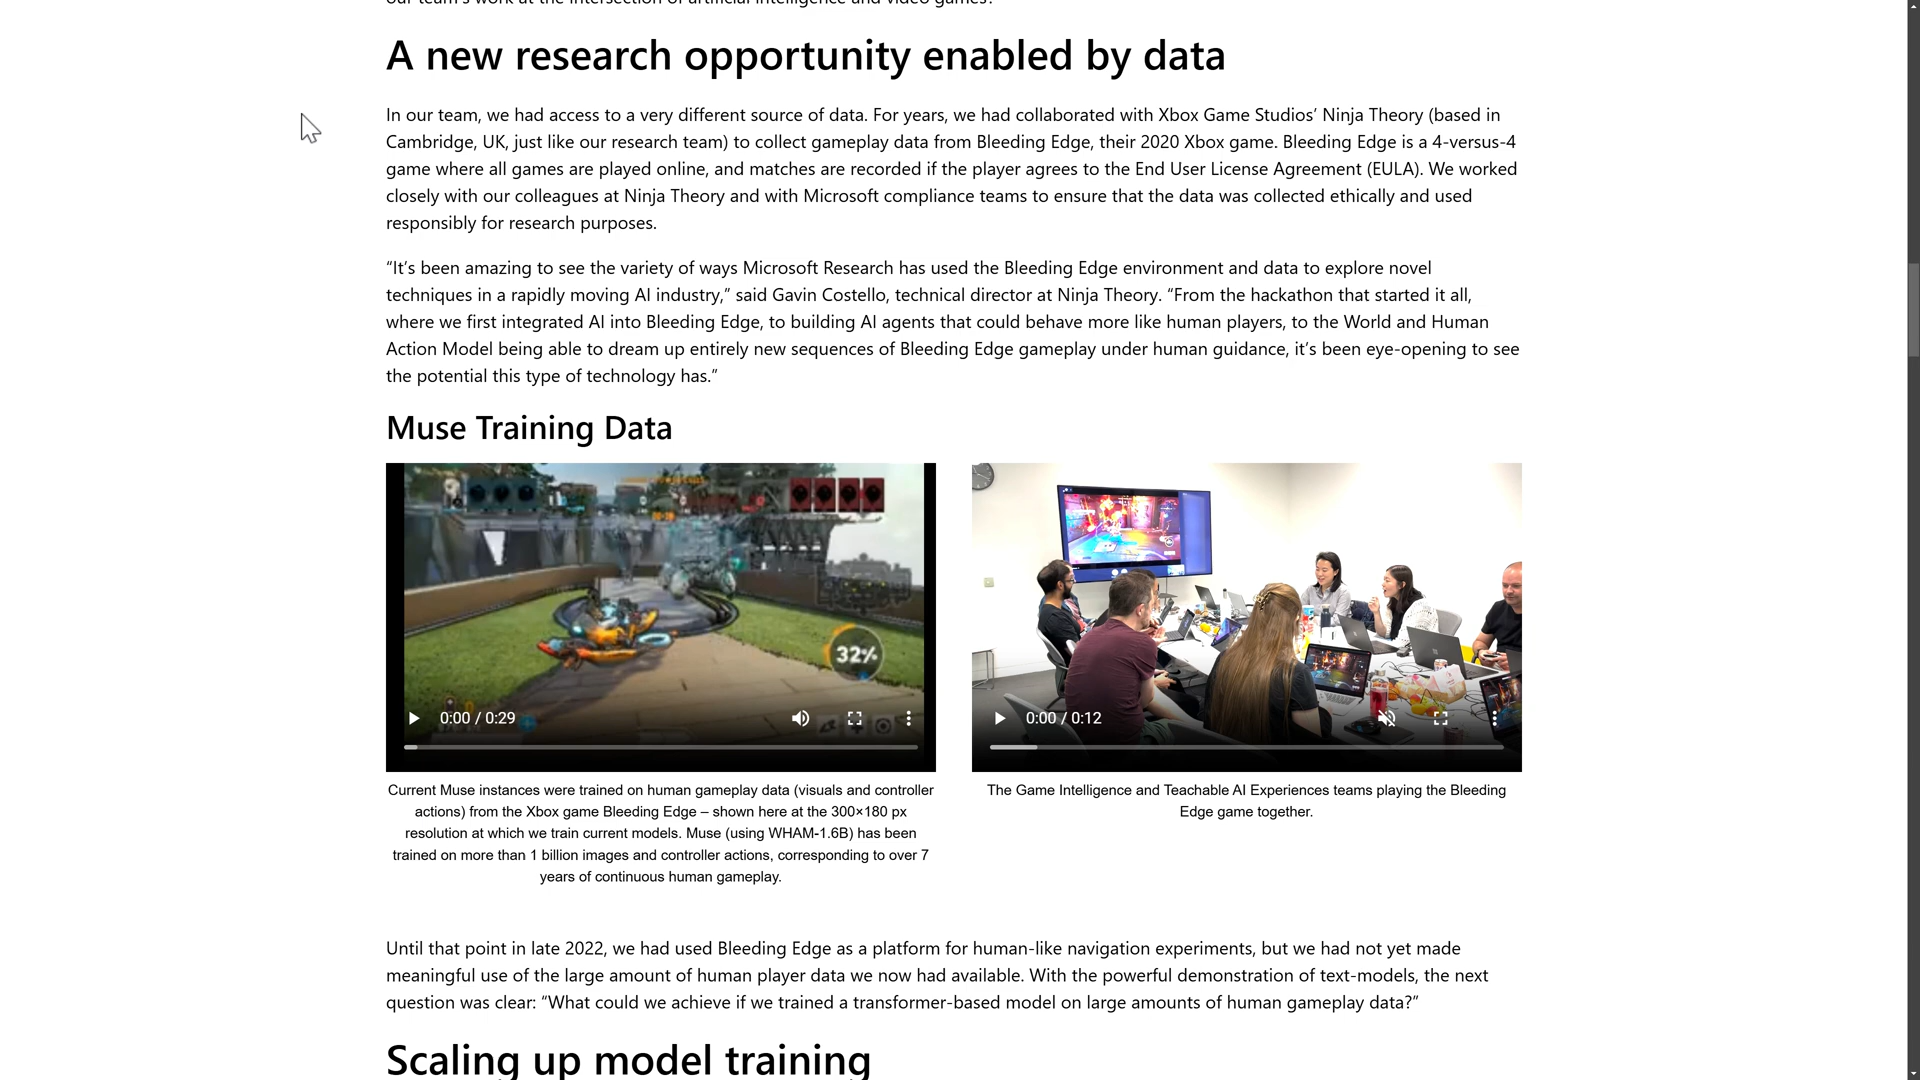 our team's work at the intersection of artificial intelligence and video games?
A new research opportunity enabled by data
In our team, we had access to a very different source of data. For years, we had collaborated with Xbox Game Studios’ Ninja Theory (based in
Cambridge, UK, just like our research team) to collect gameplay data from Bleeding Edge, their 2020 Xbox game. Bleeding Edge is a 4-versus-4
game where all games are played online, and matches are recorded if the player agrees to the End User License Agreement (EULA). We worked
closely with our colleagues at Ninja Theory and with Microsoft compliance teams to ensure that the data was collected ethically and used
responsibly for research purposes.
“It’s been amazing to see the variety of ways Microsoft Research has used the Bleeding Edge environment and data to explore novel
techniques in a rapidly moving AI industry,” said Gavin Costello, technical director at Ninja Theory. “From the hackathon that started it all,
where we first integrated AI into Bleeding Edge, to building AI agents that could behave more like human players, to the World and Human
Action Model being able to dream up entirely new sequences of Bleeding Edge gameplay under human guidance, it’s been eye-opening to see
the potential this type of technology has.”
Muse Training Data
32%
0:00 / 0:29
0:00 / 0:12
Current Muse instances were trained on human gameplay data (visuals and controller
actions) from the Xbox game Bleeding Edge – shown here at the 300×180 px
resolution at which we train current models. Muse (using WHAM-1.6B) has been
trained on more than 1 billion images and controller actions, corresponding to over 7
years of continuous human gameplay.
The Game Intelligence and Teachable AI Experiences teams playing the Bleeding
Edge game together.
Until that point in late 2022, we had used Bleeding Edge as a platform for human-like navigation experiments, but we had not yet made
meaningful use of the large amount of human player data we now had available. With the powerful demonstration of text-models, the next
question was clear: “What could we achieve if we trained a transformer-based model on large amounts of human gameplay data?”
Scaling up model training